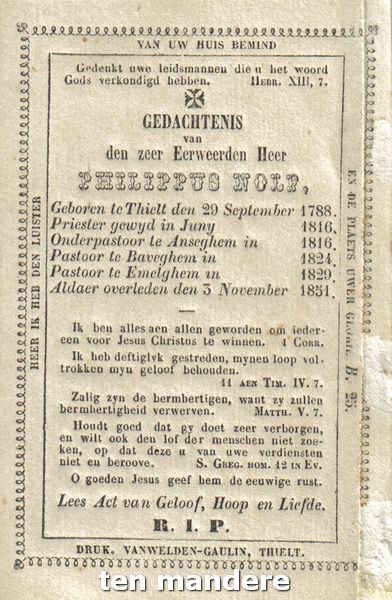 VAN UW HUIS BEMIND
HEER IK HEB DEN LUISTER
EN DE PLAETS UWER GLORIE B. 25.
Gedenkt uwe leidsmannen die u het woord
Gods verkondigd hebben. HEBR. XIII, 7.
GEDACHTENIS
van
den zeer Eerweerden Heer
PHILIPPUS NOLF,
Geboren te Thielt den 29 September 1788.
Priester gewyd in Juny 1816.
Onderpastoor te Anseghem in 1816.
Pastoor te Baveghem in 1824.
Pastoor te Emelghem in 1829.
Aldaer overleden den 3 November 1851.
Ik ben alles aen allen geworden om ieder-
een voor Jesus Christus te winnen. 1 CORR.
Ik heb deftiglyk gestreden, mynen loop vol-
trokken myu geloof behouden.
11 AEN TIM. IV. 7.
Zalig zyn de bermhertigen, want zy zullen
bermhertigheid verwerven. MATTH. V. 7.
Houdt goed dat gy doet zeer verborgen,
en wilt ook den lof der menschen niet zoe-
ken, op dat deze u van uwe verdiensten
niet en beroove. S. GREG. HOM. 12 IN EV.
O goeden Jesus geef hem de eeuwige rust.
Lees Act van Geloof, Hoop en Liefde.
R. I. P.
DRUK. VANWELDEN-GAULIN, THIELT.
ten mandere